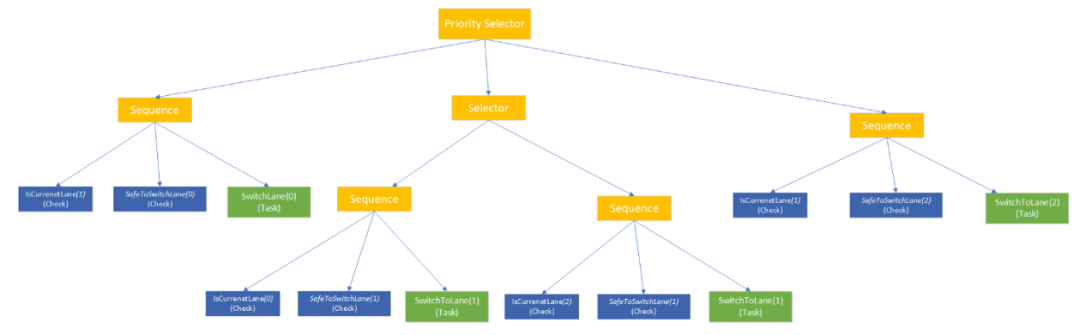 Priority Selector
Sequence
Selector
Sequence
IsCurrenetLane(1)
(Check)
SafeToSwitchLane(0)
(Check)
SwitchLane(0)
(Task)
Sequence
Sequence
IsCurrenetLane(1)
(Check)
SafeToSwitchLane(2)
(Check)
SwitchToLane(2)
(Task)
IsCurrenetLane(0)
(Check)
SafeToSwitchLane(1)
(Check)
SwitchToLane(1)
(Task)
IsCurrenetLane(2)
(Check)
SafeToSwitchLane(1)
(Check)
SwitchToLane(1)
(Task)